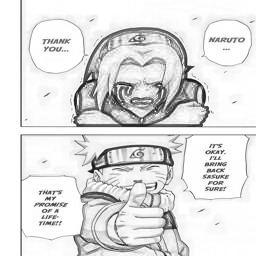 NARUTO
...
THANK
YOU...
IT'S
OKAY.
I'LL
BRING
BACK
SASUKE
FOR
SURE!
THAT'S
MY
PROMISE
OF A
LIFE-
TIME!!